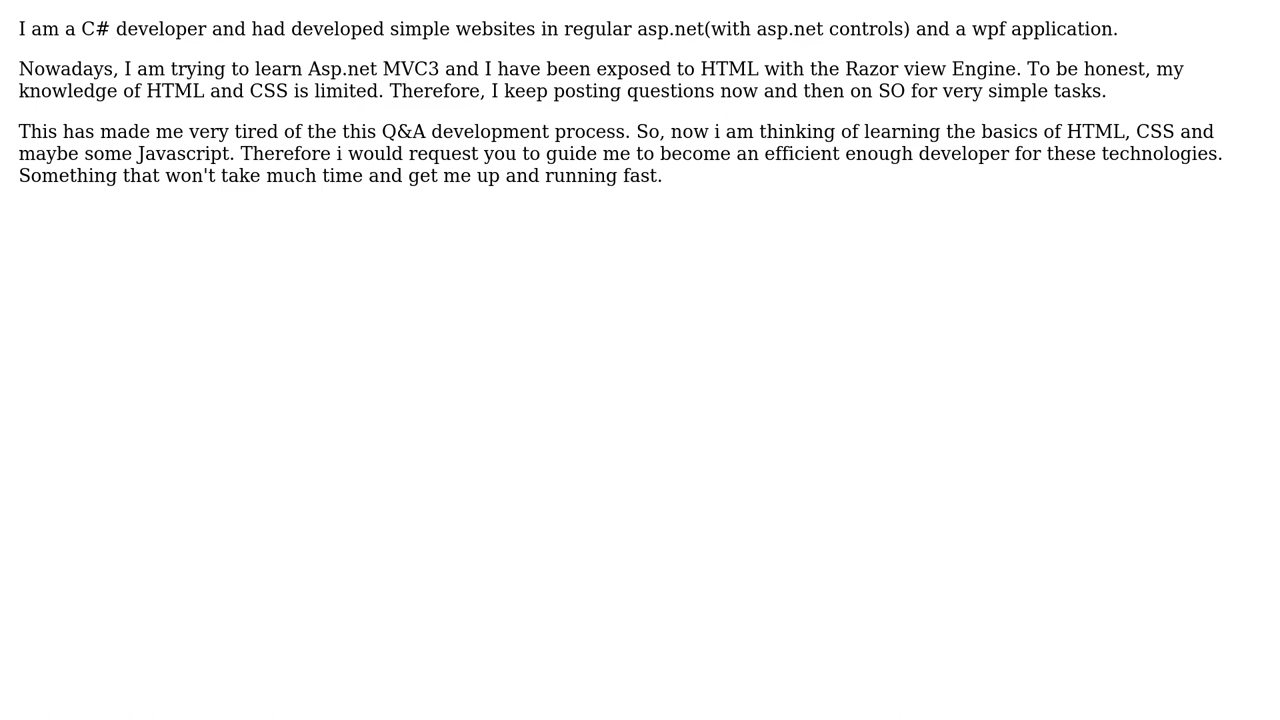 I am a C# developer and had developed simple websites in regular asp.net(with asp.net controls) and a wpf application.
Nowadays, I am trying to learn Asp.net MVC3 and I have been exposed to HTML with the Razor view Engine. To be honest, my
knowledge of HTML and CSS is limited. Therefore, I keep posting questions now and then on SO for very simple tasks.
This has made me very tired of the this Q&A development process. So, now i am thinking of learning the basics of HTML, CSS and
maybe some Javascript. Therefore i would request you to guide me to become an efficient enough developer for these technologies.
Something that won't take much time and get me up and running fast.